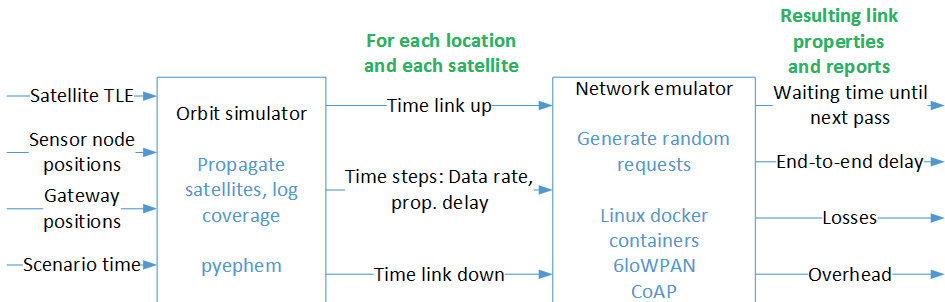 Satellite TLE
Sensor node
positions
Gateway
positions
Scenario time
Orbit simulator
Propagate
satellites, log
coverage
pyephem
For each location
and each satellite
Time link up
Time steps: Data rate,
prop. delay
Time link down
Network emulator
Generate random
requests
Linux docker
containers
6loWPAN
CoAP
Resulting link
properties
and reports
Waiting time until
next pass
End-to-end delay
Losses
Overhead